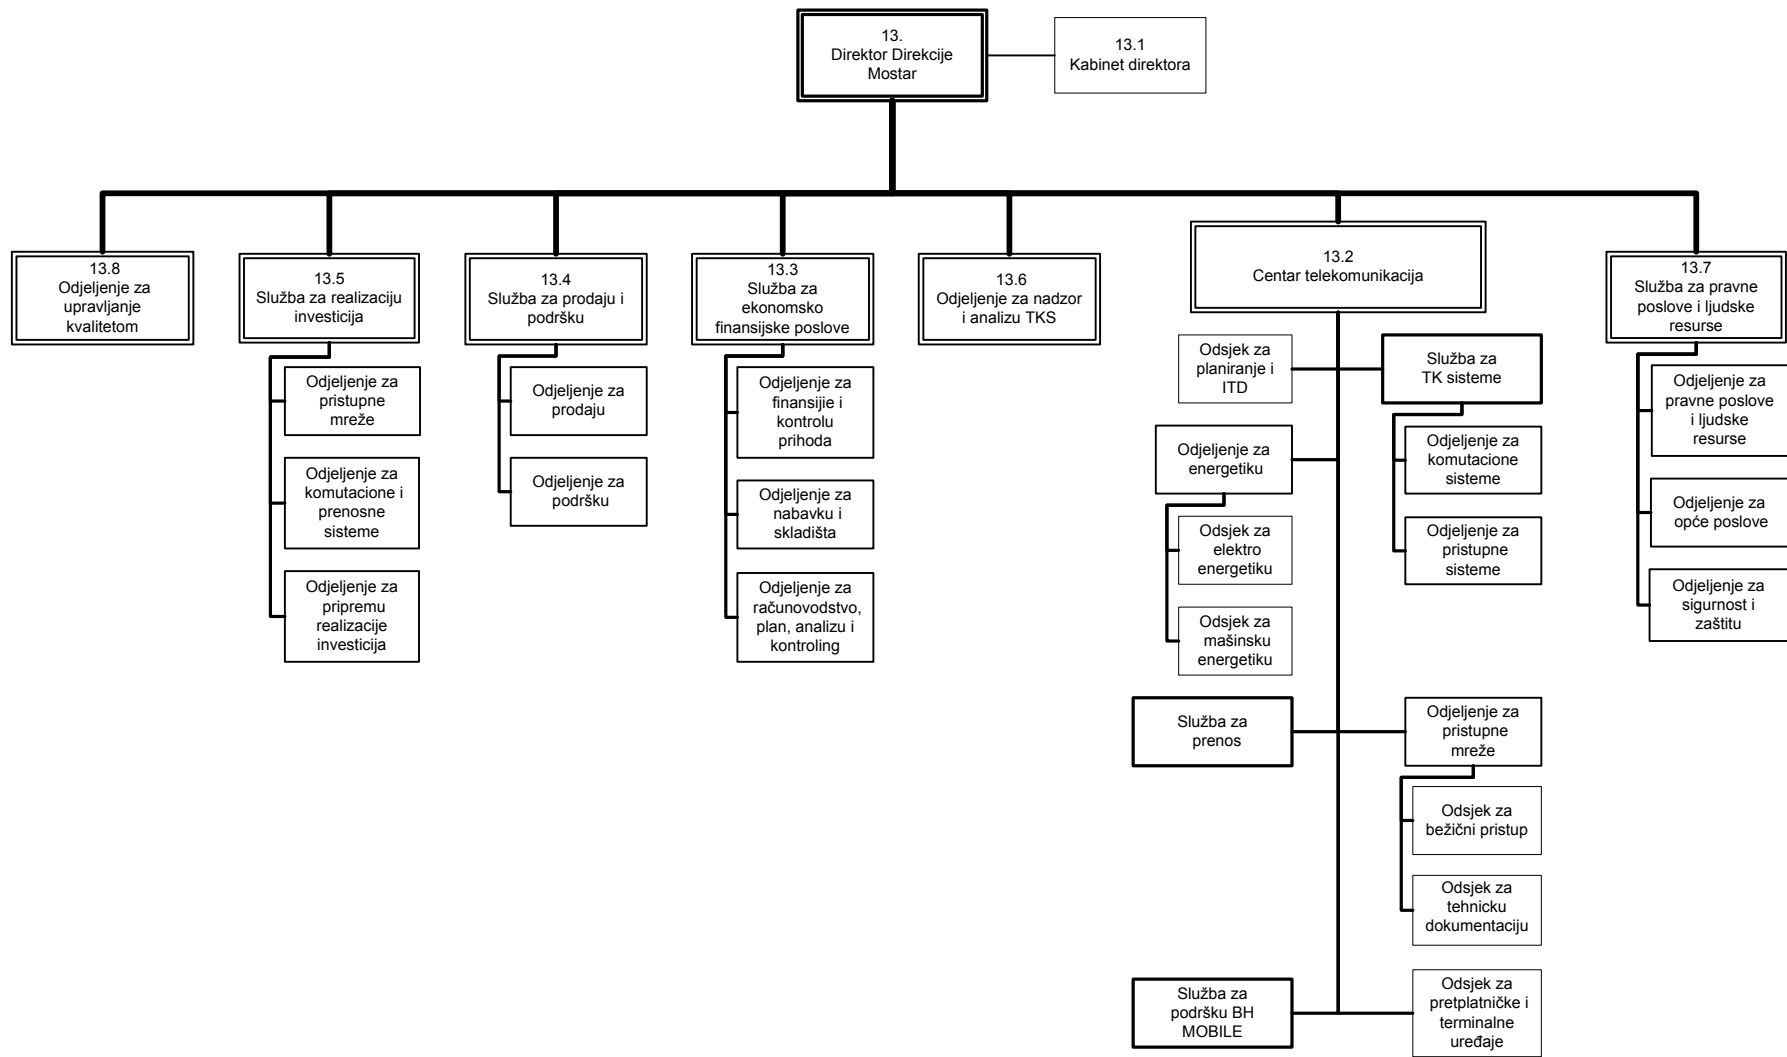 13.
Direktor Direkcije
Mostar
13.1
Kabinet direktora
13.8
Odjeljenje za
upravljanje
kvalitetom
13.5
Služba za realizaciju
investicija
13.4
Služba za prodaju i
podršku
13.3
Služba za
ekonomsko
finansijske poslove
13.6
Odjeljenje za nadzor
i analizu TKS
13.2
Centar telekomunikacija
13.7
Služba za pravne
poslove i ljudske
resurse
Odjeljenje za
pristupne
mreže
Odjeljenje za
komutacione i
prenosne
sisteme
Odjeljenje za
pripremu
realizacije
investicija
Odjeljenje za
prodaju
Odjeljenje za
podršku
Odjeljenje za
finansijie i
kontrolu
prihoda
Odjeljenje za
nabavku i
skladišta
Odjeljenje za
računovodstvo,
plan, analizu i
kontroling
Odsjek za
planiranje i
ITD
Služba za
TK sisteme
Odjeljenje za
energetiku
Odjeljenje za
komutacione
sisteme
Odsjek za
elektro
energetiku
Odjeljenje za
pristupne
sisteme
Odsjek za
mašinsku
energetiku
Služba za
prenos
Odjeljenje za
pristupne
mreže
Odsjek za
bežični pristup
Odsjek za
tehnicku
dokumentaciju
Služba za
podršku BH
MOBILE
Odsjek za
pretplatničke i
terminalne
uređaje
Odjeljenje za
pravne poslove
i ljudske
resurse
Odjeljenje za
opće poslove
Odjeljenje za
sigurnost i
zaštitu